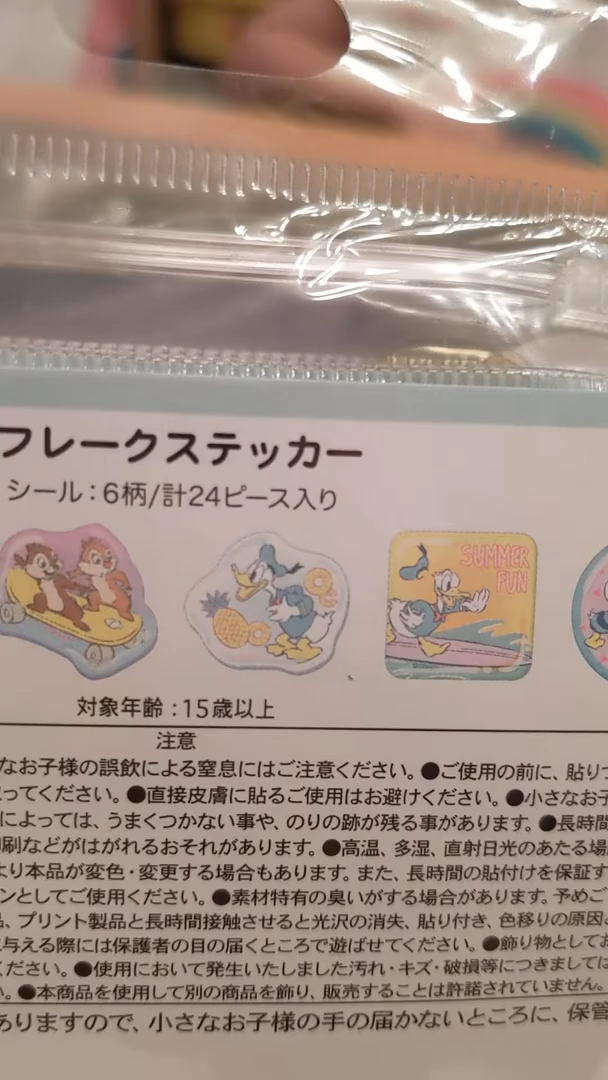 フレークステッカー
シール：6柄/計24ピース入り
SUMMER
FUN
対象年齢：15歳以上
注意
なお子様の誤飲による窒息にはご注意ください。●ご使用の前に、貼り
ってください。●直接皮膚に貼るご使用はお避けください。●小さなお子
によっては、うまくつかない事や、のりの跡が残る事があります。●長時間
印刷などがはがれるおそれがあります。●高温、多湿、直射日光のあたる場
より本品が変色・変更する場合もあります。また、長時間の貼付けを保証す
ンとしてご使用ください。●素材特有の臭いがする場合があります。予めご
品、プリント製品と長時間接触させると光沢の消失、貼り付き、色移りの原因
与える際には保護者の目の届くところで遊ばせてください。●飾り物としてお
ください。●使用において発生いたしました汚れ・キズ・破損等につきましては
い。●本商品を使用して別の商品を飾り、販売することは許諾されていません。
ありますので、小さなお子様の手の届かないところに、保管